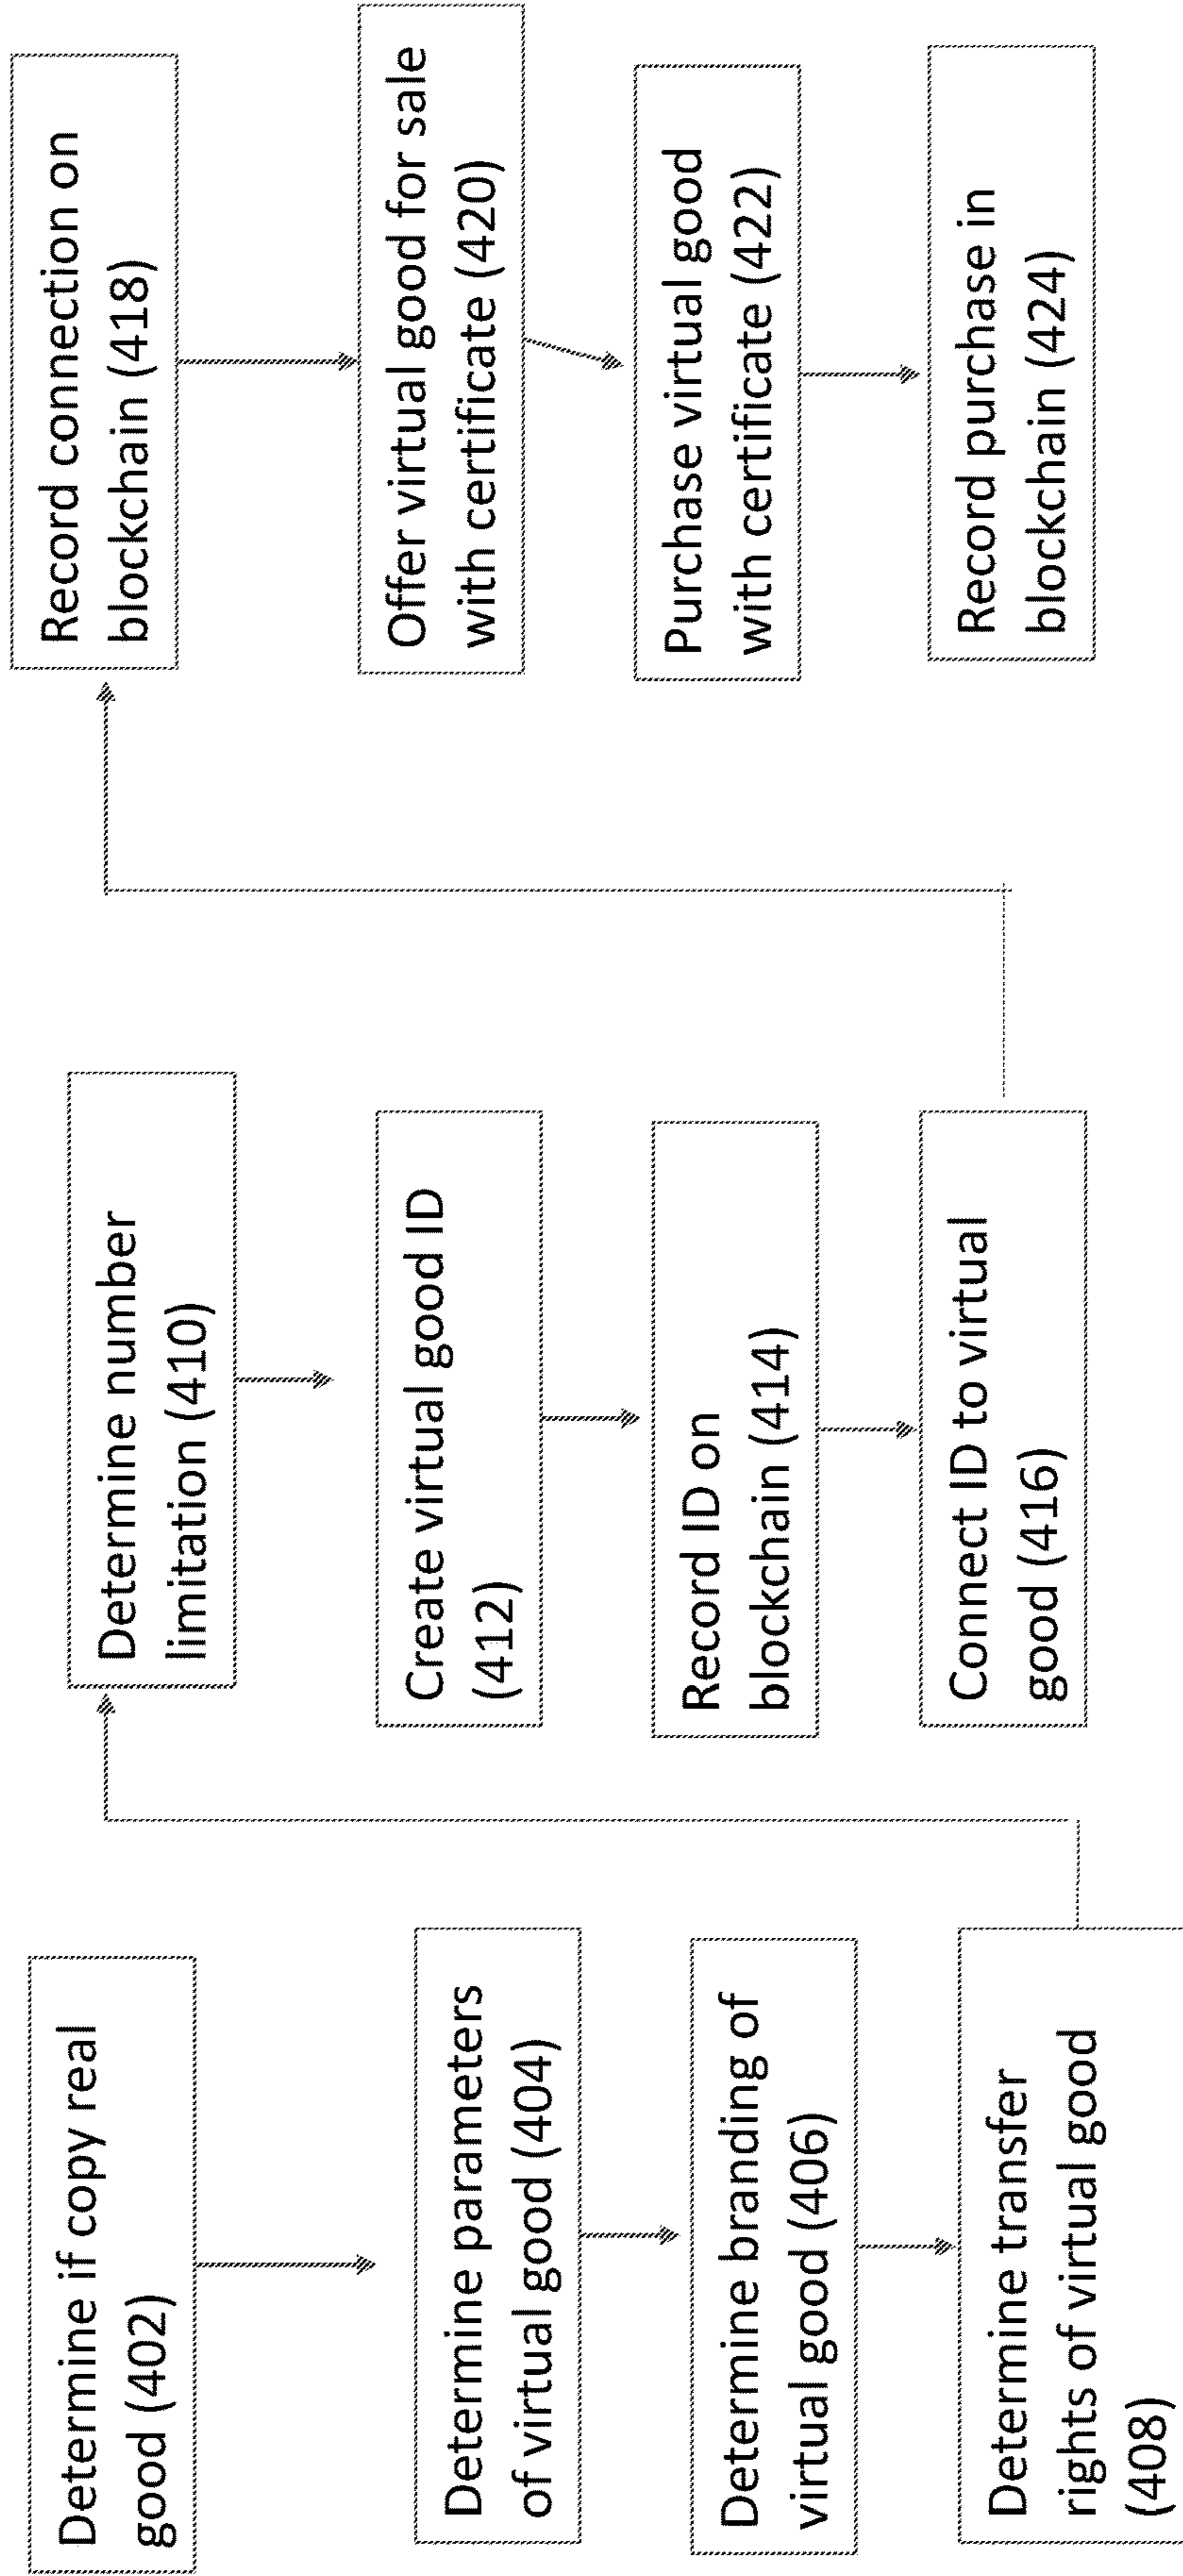 Determine if copy real
good (402)
Determine parameters
of virtual good (404)
Determine branding of
virtual good (406)
Determine transfer
rights of virtual good
(408)
Determine number
limitation (410)
Create virtual good ID
(412)
Record ID on
blockchain (414)
Connect ID to virtual
good (416)
Record connection on
blockchain (418)
Offer virtual good for sale
with certificate (420)
Purchase virtual good
with certificate (422)
Record purchase in
blockchain (424)